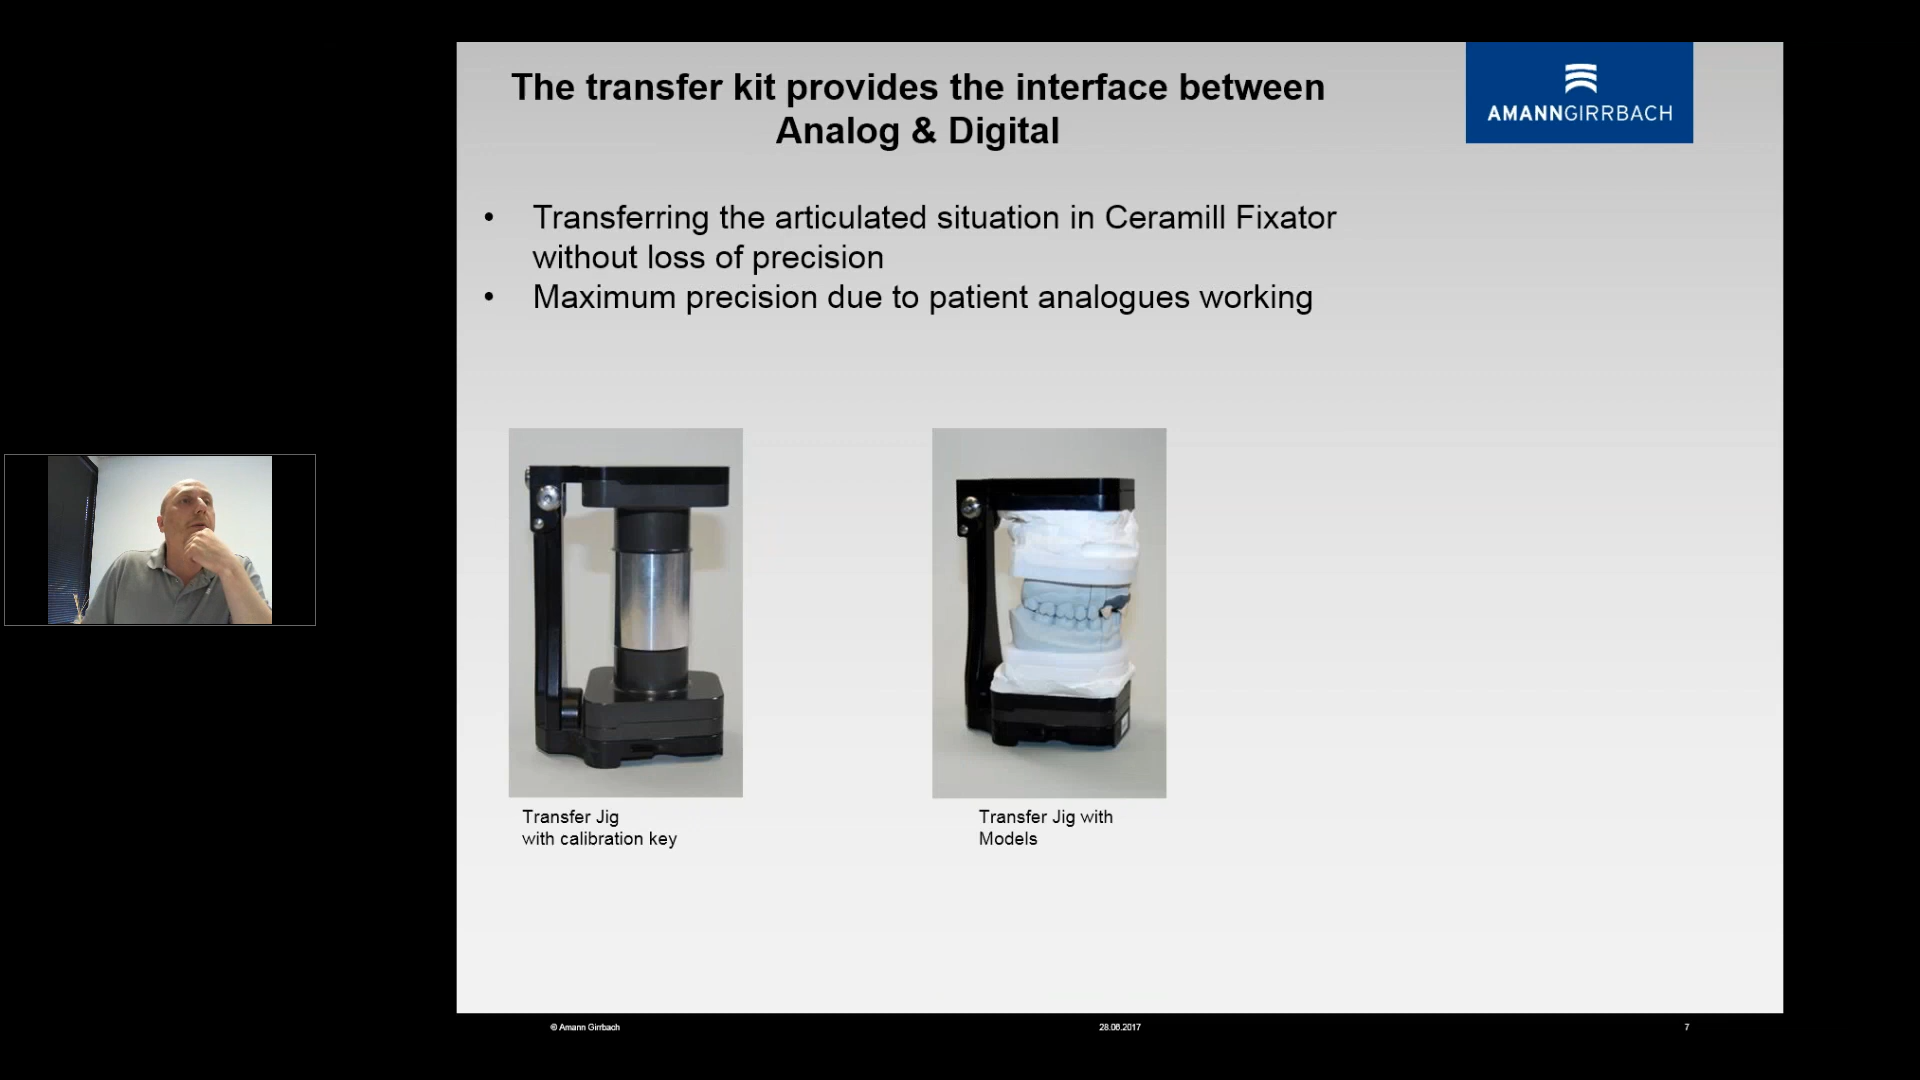 The transfer kit provides the interface between
Analog & Digital
AMANNGIRRBACH
• Transferring the articulated situation in Ceramill Fixator
without loss of precision
• Maximum precision due to patient analogues working
Transfer Jig
with calibration key
Transfer Jig with
Models
© Amann Girrbach
28.06.2017
7